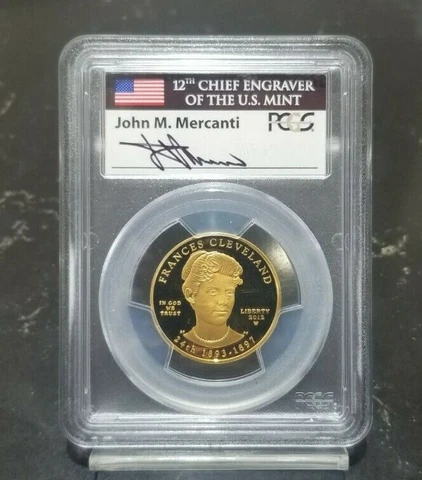 12TH CHIEF ENGRAVER
OF THE U.S. MINT
John M. Mercanti
PCGS
FRANCES CLEVELAND
IN GOD
WE
TRUST
LIBERTY
2012
W
24th 1893-1897
PCGS